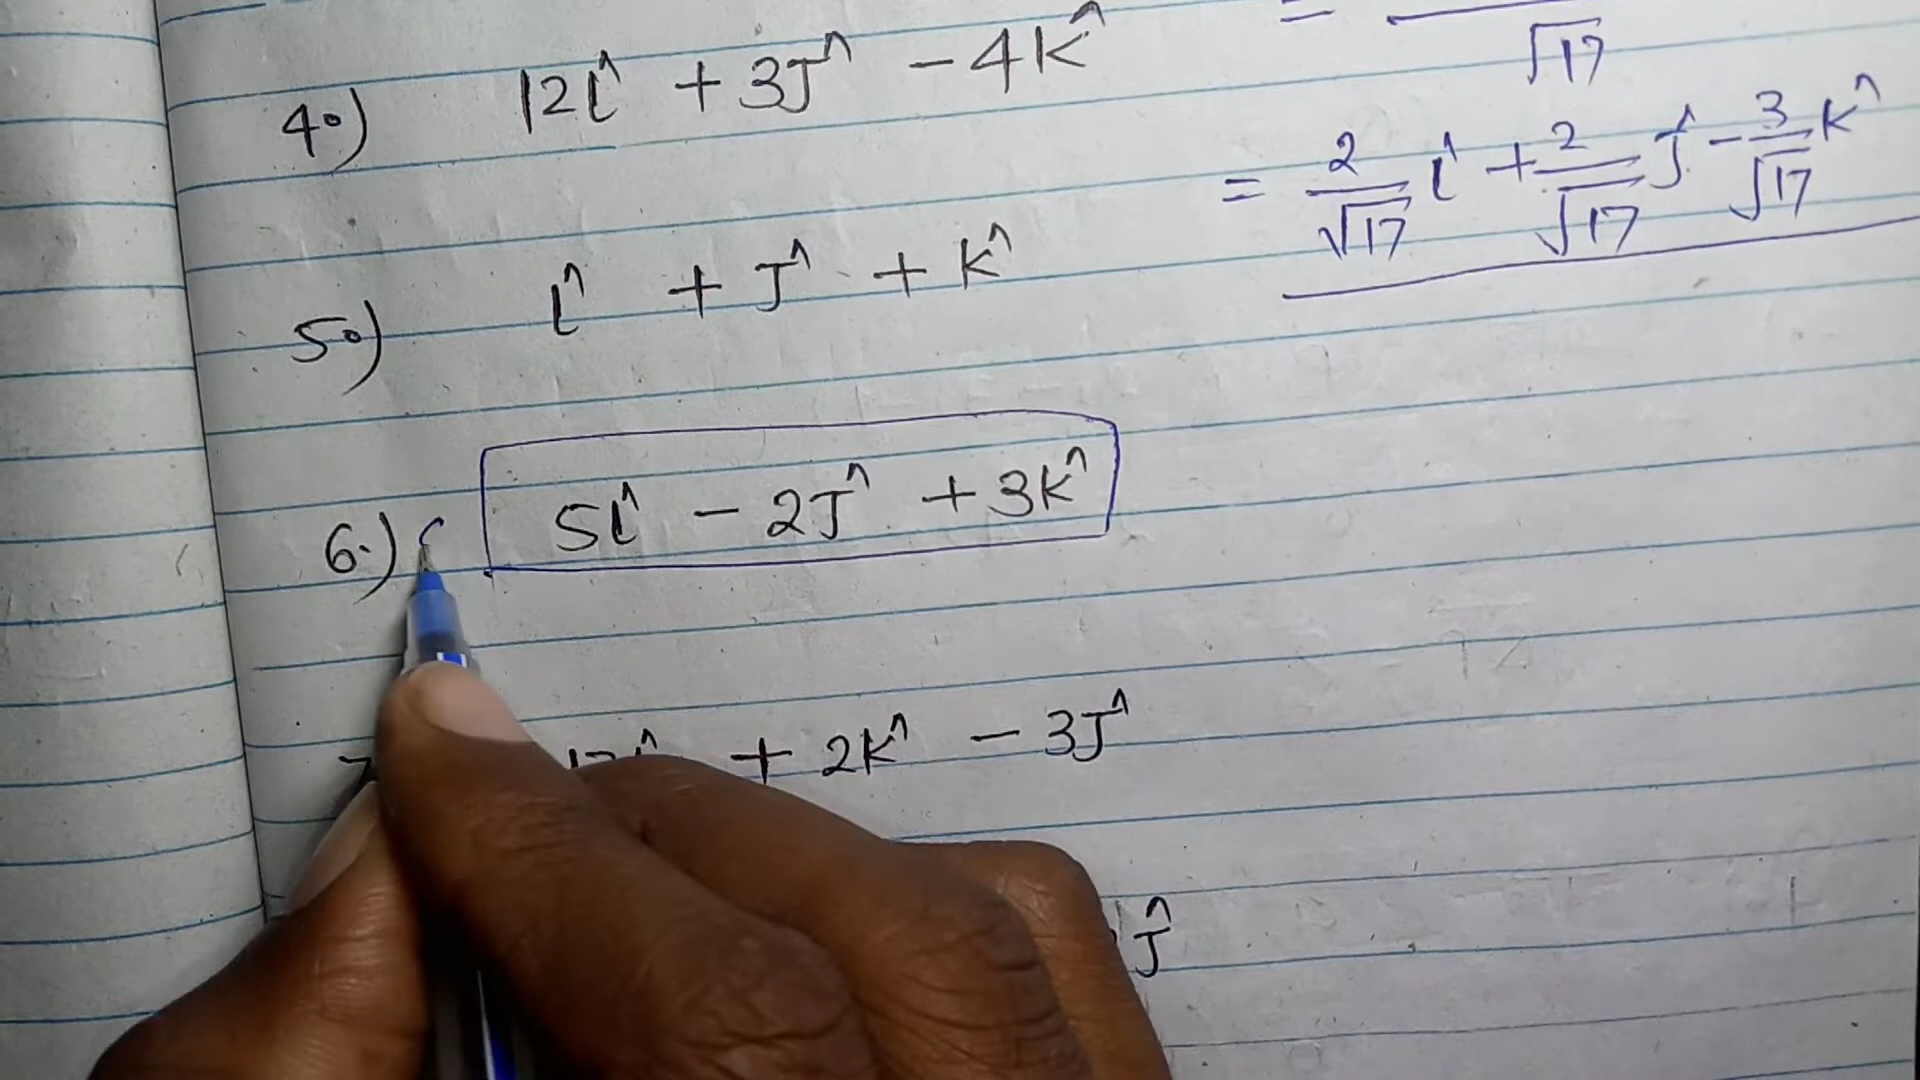 4.) 12î + 3Ĵ - 4K̂
5.) î + Ĵ + K̂
6.) 5î - 2Ĵ + 3K̂
+ 2K̂ - 3Ĵ
Ĵ
= √17
= 2/√17 î + 2/√17 Ĵ - 3/√17 K̂